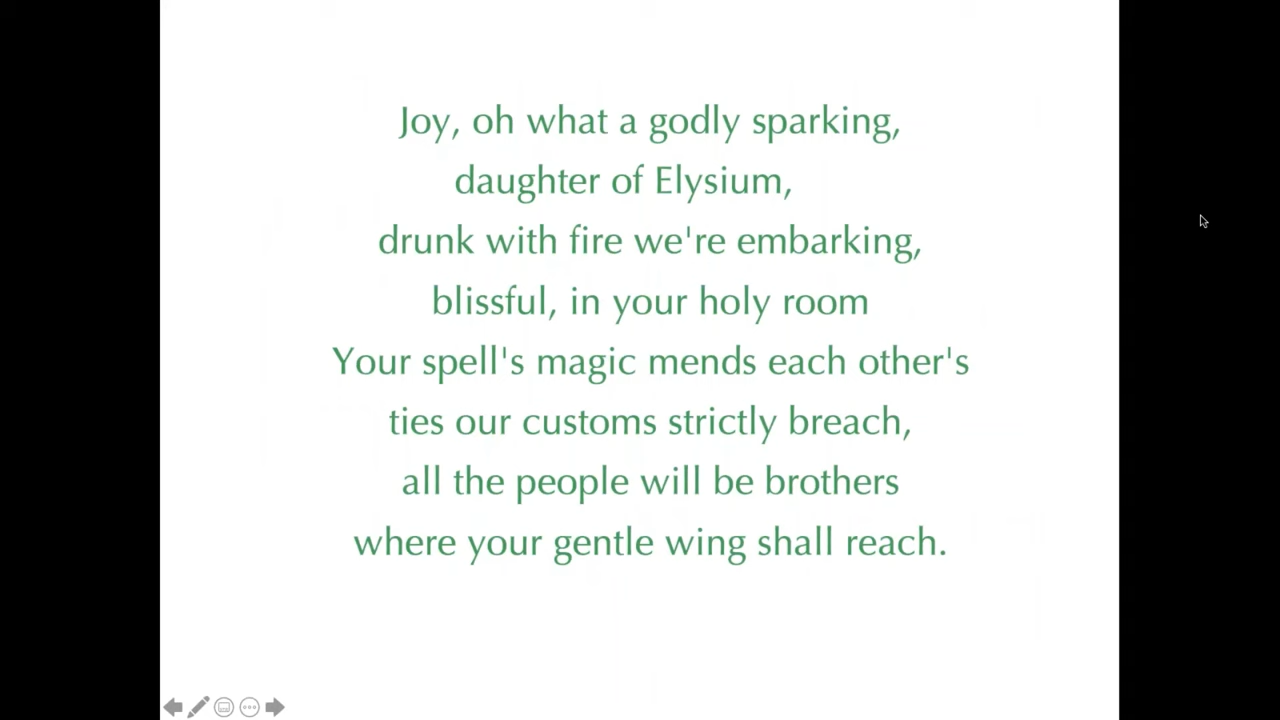 Joy, oh what a godly sparking,
daughter of Elysium,
drunk with fire we're embarking,
blissful, in your holy room
Your spell's magic mends each other's
ties our customs strictly breach,
all the people will be brothers
where your gentle wing shall reach.